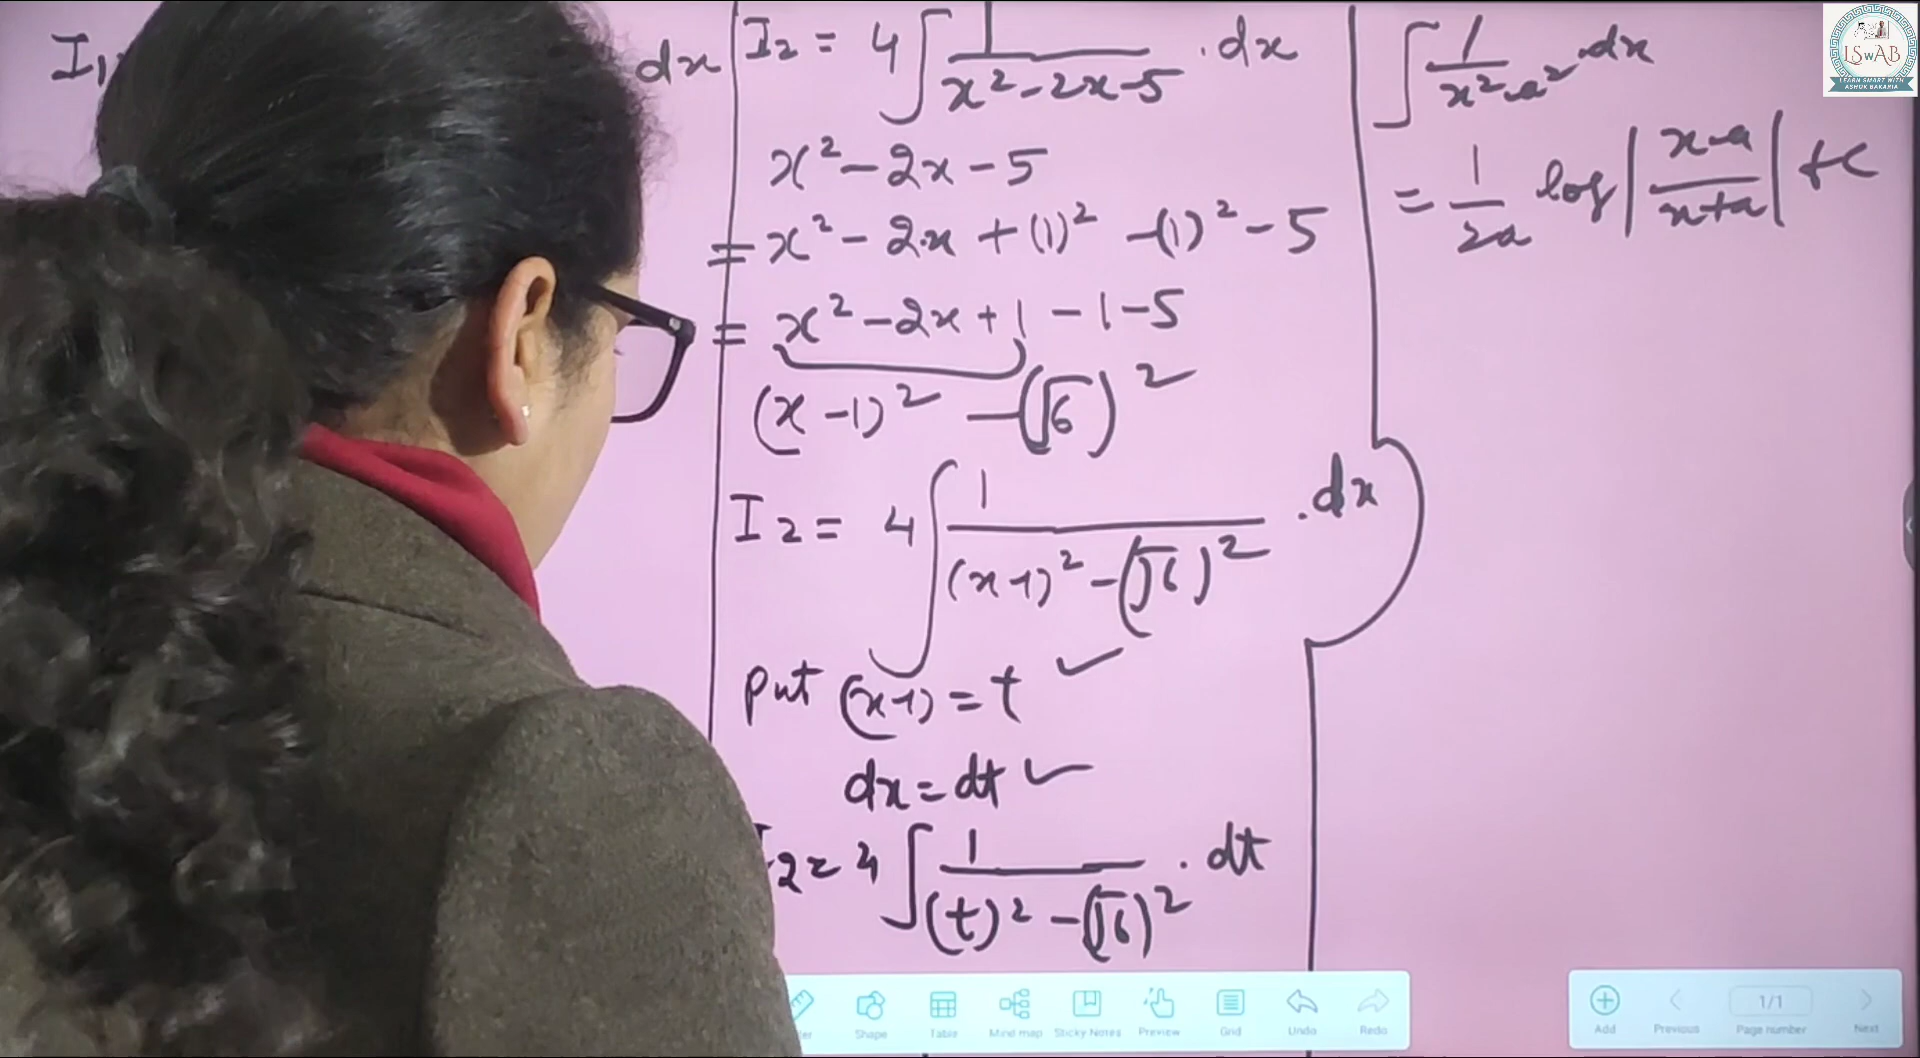 I₁
dx
I₂ = 4∫ 1/(x² - 2x - 5) . dx
x² - 2x - 5
= x² - 2.x + (1)² - (1)² - 5
= x² - 2x + 1 - 1 - 5
(x - 1)² - (√6)²
I₂ = 4∫ 1/((x-1)² - (√6)²) . dx
put (x-1) = t ✓
dx = dt ✓
I₂ = 4∫ 1/((t)² - (√6)²) . dt
∫ 1/(x² - a²) . dx
= 1/2a log |(x-a)/(x+a)| + c
LSWAB
LEARN SMART WITH
ASHOK BAKARIA
Shape Table Mind map Sticky Notes Preview Grid Undo Redo
Add Previous 1/1 Page number Next